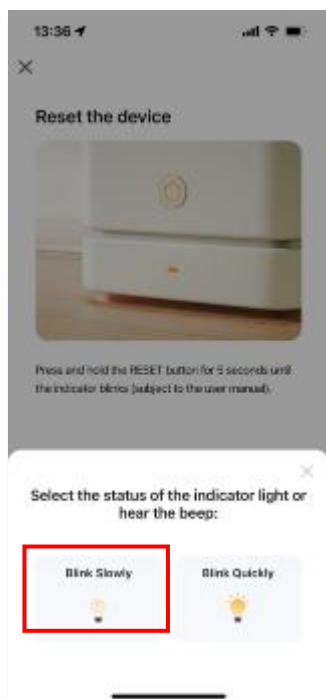 13:36
Reset the device
Press and hold the RESET button for 5 seconds until
the indicator blinks (subject to the user manual).
Select the status of the indicator light or
hear the beep:
Blink Slowly
Blink Quickly